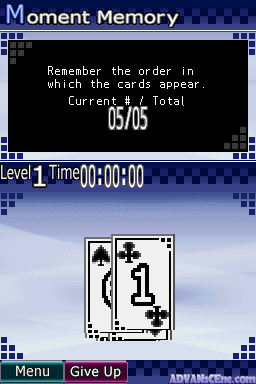 Moment Memory
Remember the order in
which the cards appear.
Current # / Total
05/05
Level 1 Time 00:00:00
1
Menu Give Up
ADVANsCEne.com